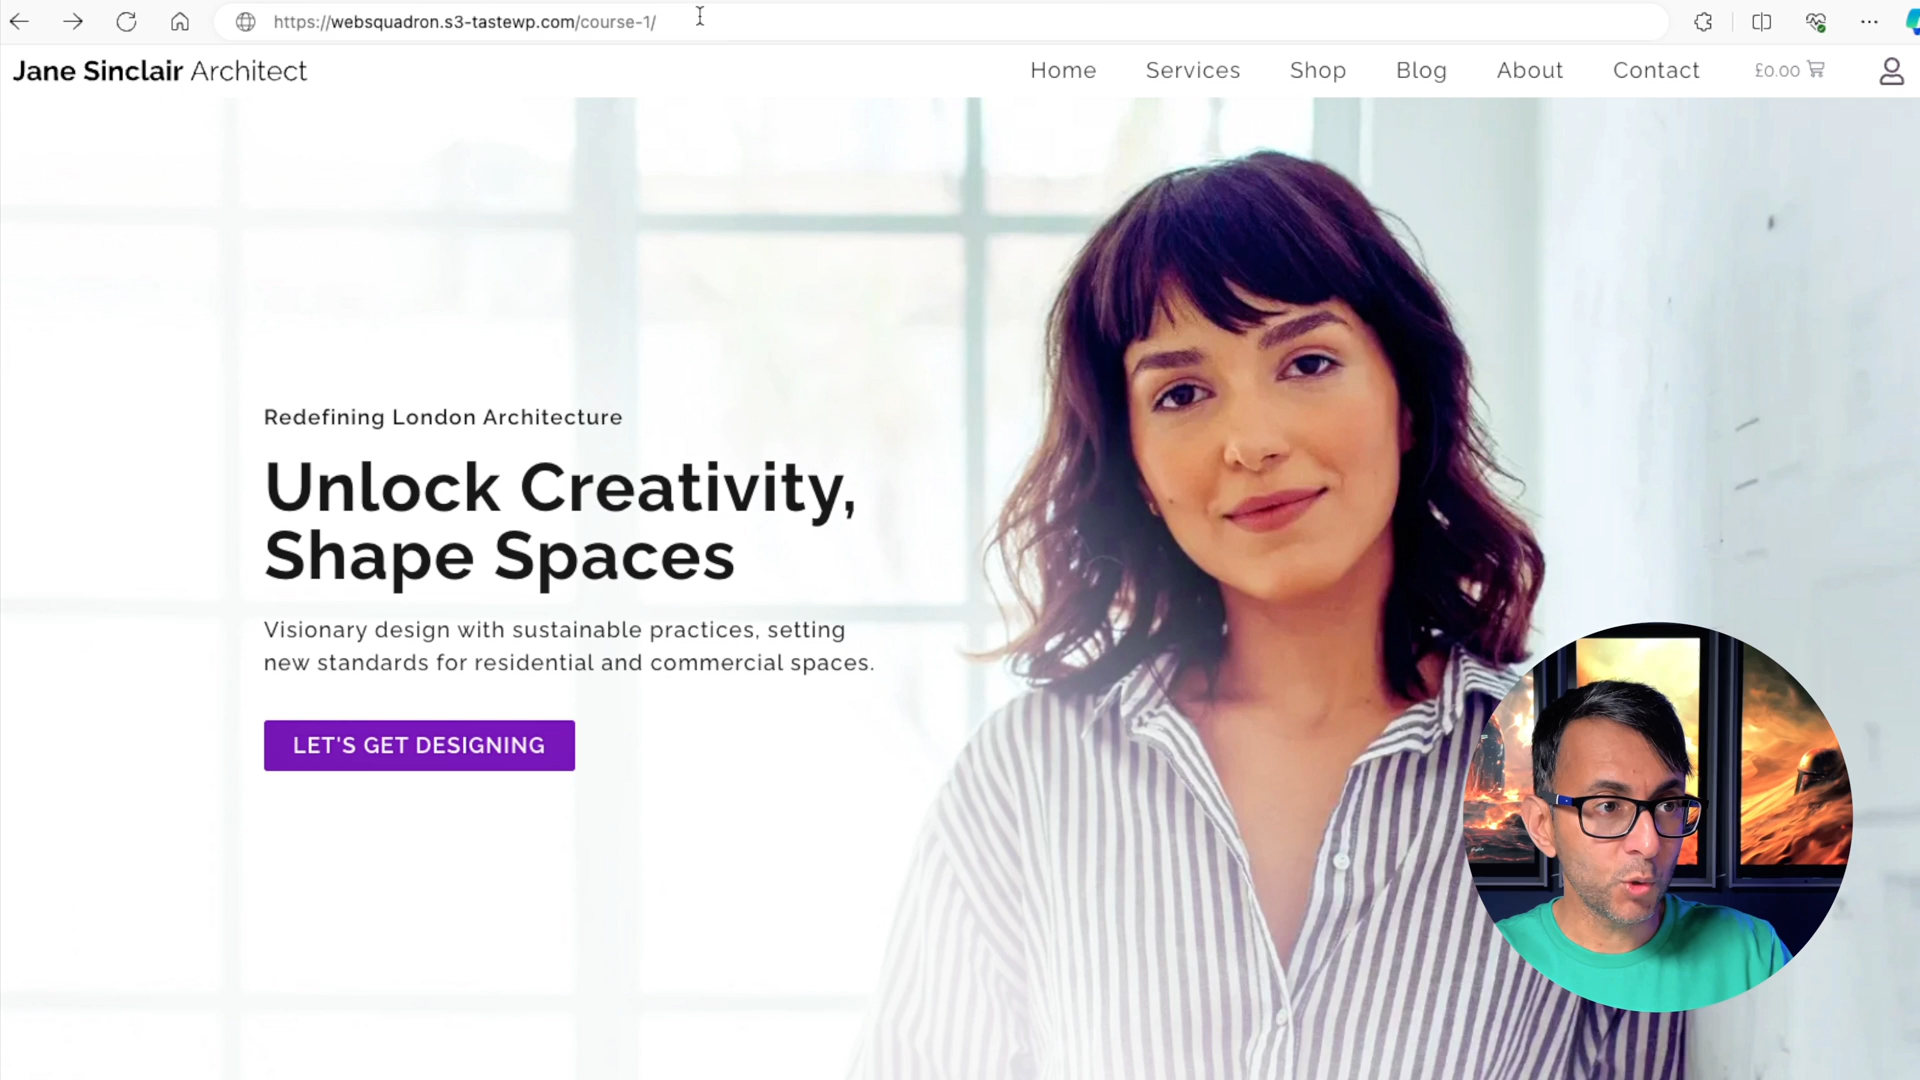 https://websquadron.s3-tastewp.com/course-1/
Jane Sinclair Architect
Home Services Shop Blog About Contact £0.00
Redefining London Architecture
Unlock Creativity,
Shape Spaces
Visionary design with sustainable practices, setting
new standards for residential and commercial spaces.
LET'S GET DESIGNING